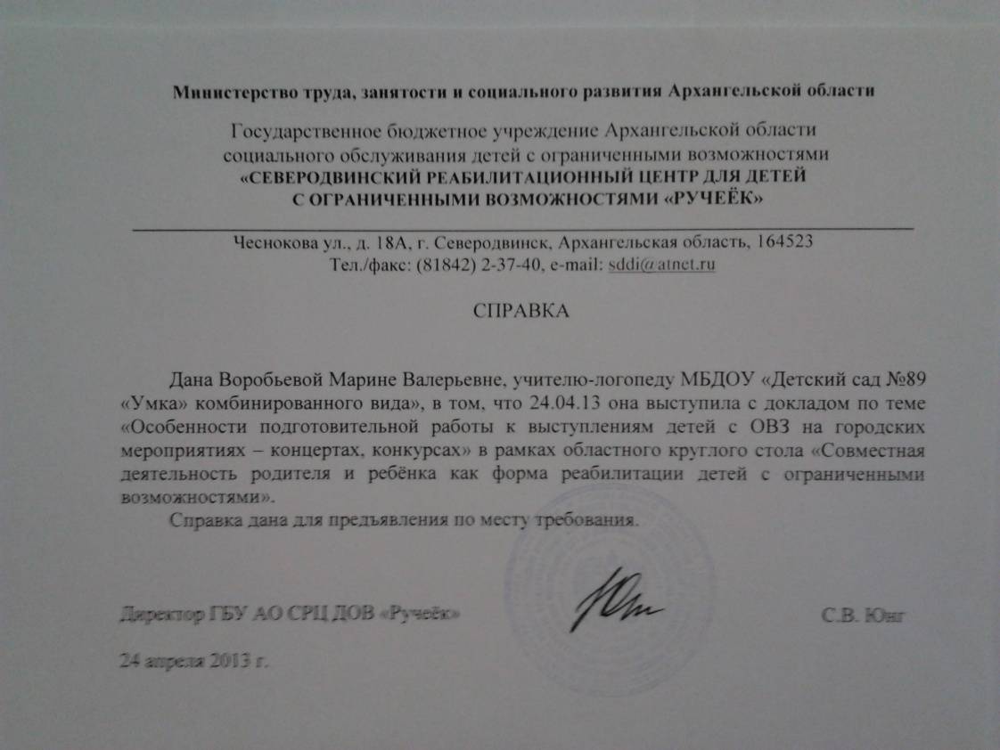 Министерство труда, занятости и социального развития Архангельской области
Государственное бюджетное учреждение Архангельской области
социального обслуживания детей с ограниченными возможностями
«СЕВЕРОДВИНСКИЙ РЕАБИЛИТАЦИОННЫЙ ЦЕНТР ДЛЯ ДЕТЕЙ
С ОГРАНИЧЕННЫМИ ВОЗМОЖНОСТЯМИ «РУЧЕЁК»
Чеснокова ул., д. 18А, г. Северодвинск, Архангельская область, 164523
Тел./факс: (81842) 2-37-40, e-mail: sddi@atnet.ru
СПРАВКА
Дана Воробьевой Марине Валерьевне, учителю-логопеду МБДОУ «Детский сад №89
«Умка» комбинированного вида», в том, что 24.04.13 она выступила с докладом по теме
«Особенности подготовительной работы к выступлениям детей с ОВЗ на городских
мероприятиях – концертах, конкурсах» в рамках областного круглого стола «Совместная
деятельность родителя и ребёнка как форма реабилитации детей с ограниченными
возможностями».
Справка дана для предъявления по месту требования.
Директор ГБУ АО СРЦ ДОВ «Ручеёк» С.В. Юнг
24 апреля 2013 г.